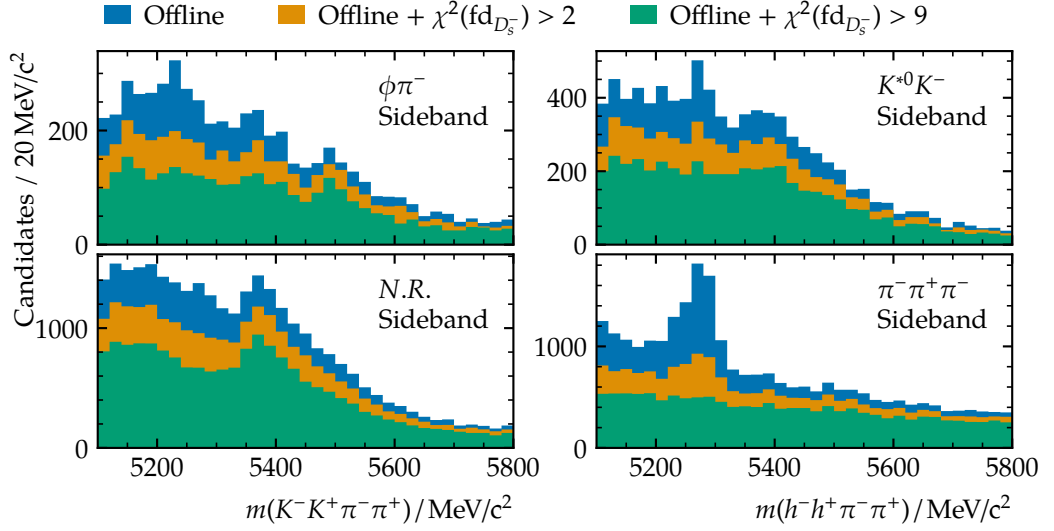 Offline Offline + χ²(fd_{D_s^-}) > 2 Offline + χ²(fd_{D_s^-}) > 9
Candidates / 20 MeV/c²
200
0
ϕπ⁻
Sideband
400
200
0
K*⁰K⁻
Sideband
1000
0
N.R.
Sideband
5200 5400 5600 5800
m(K⁻K⁺π⁻π⁺) / MeV/c²
1000
0
π⁻π⁺π⁻
Sideband
5200 5400 5600 5800
m(h⁻h⁺π⁻π⁺) / MeV/c²